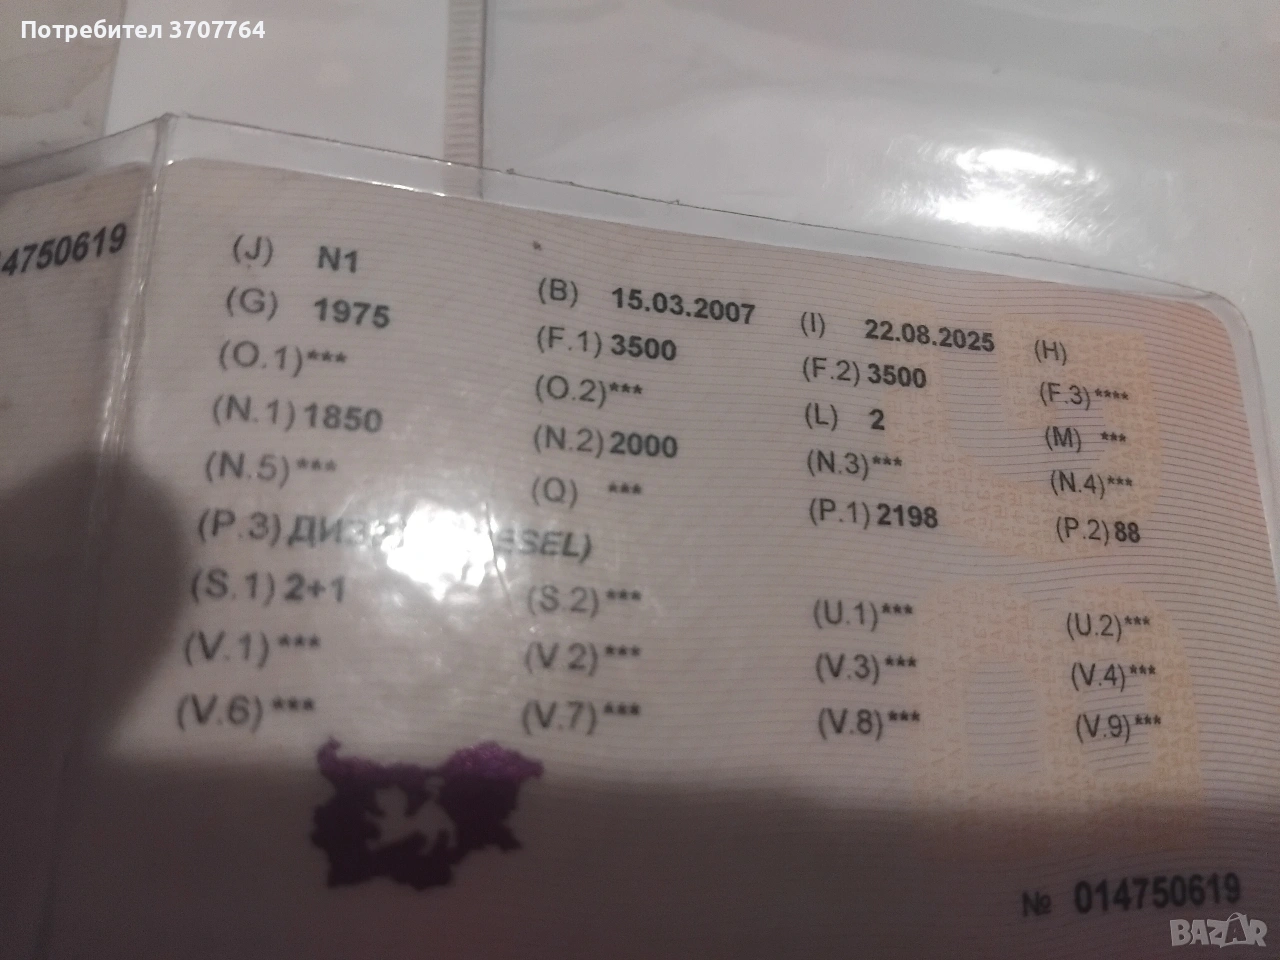 Потребител 3707764
4750619
(J) N1
(B) 15.03.2007 (I) 22.08.2025 (H)
(G) 1975 (F.1) 3500 (F.2) 3500 (F.3) ****
(O.1) *** (O.2) *** (L) 2 (M) ***
(N.1) 1850 (N.2) 2000 (N.3) *** (N.4) ***
(N.5) *** (Q) *** (P.1) 2198 (P.2) 88
(P.3) ESEL)
(S.1) 2+1 (S.2) *** (U.1) *** (U.2) ***
(V.1) *** (V.2) *** (V.3) *** (V.4) ***
(V.6) *** (V.7) *** (V.8) *** (V.9) ***
№ 014750619
BAZAR